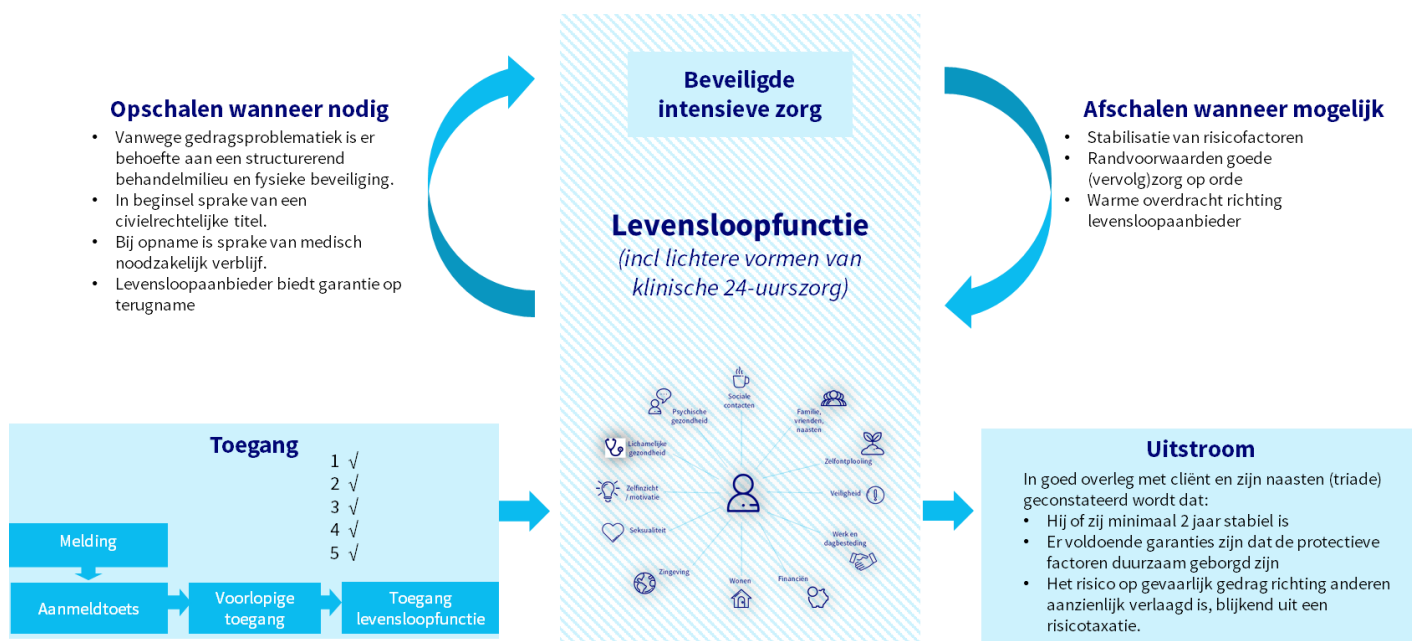 Opschalen wanneer nodig
• Vanwege gedragsproblematiek is er
behoefte aan een structurerend
behandelmilieu en fysieke beveiliging.
• In beginsel sprake van een
civielrechtelijke titel.
• Bij opname is sprake van medisch
noodzakelijk verblijf.
• Levensloopaanbieder biedt garantie op
terugname
Beveiligde
intensieve zorg
Levensloopfunctie
(incl lichtere vormen van
klinische 24-uurszorg)
Afschalen wanneer mogelijk
• Stabilisatie van risicofactoren
• Randvoorwaarden goede
(vervolg)zorg op orde
• Warme overdracht richting
levensloopaanbieder
Toegang
1 √
2 √
3 √
4 √
5 √
Melding
Aanmeldtoets
Voorlopige
toegang
Toegang
levensloopfunctie
Sociale
contacten
Familie,
vrienden,
naasten
Zelfontplooiing
Veiligheid
Werk en
dagbesteding
Financiën
Wonen
Zingeving
Seksualiteit
Zelfinzicht
/ motivatie
Lichamelijke
gezondheid
Psychische
gezondheid
Uitstroom
In goed overleg met cliënt en zijn naasten (triade)
geconstateerd wordt dat:
• Hij of zij minimaal 2 jaar stabiel is
• Er voldoende garanties zijn dat de protectieve
factoren duurzaam geborgd zijn
• Het risico op gevaarlijk gedrag richting anderen
aanzienlijk verlaagd is, blijkend uit een
risicotaxatie.